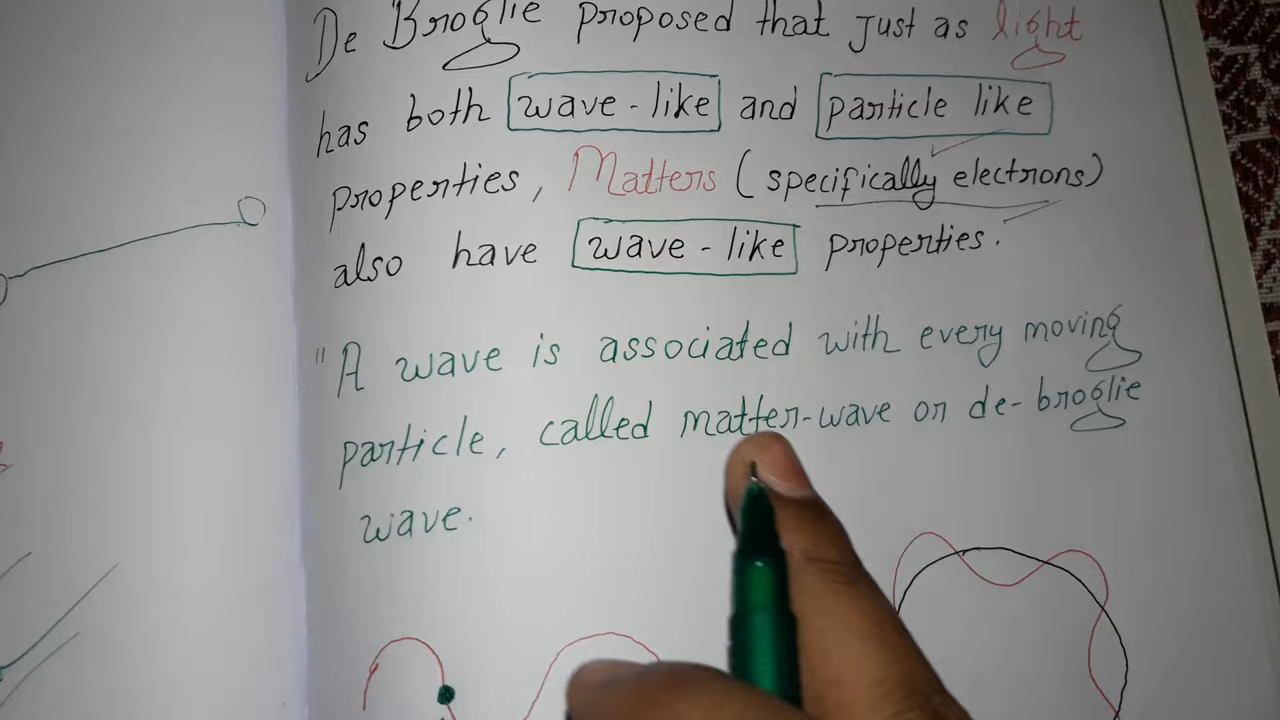 De Broglie proposed that just as light
has both wave-like and particle like
properties, Matters (specifically electrons)
also have wave-like properties.
"A wave is associated with every moving
particle, called matter-wave or de-broglie
wave.